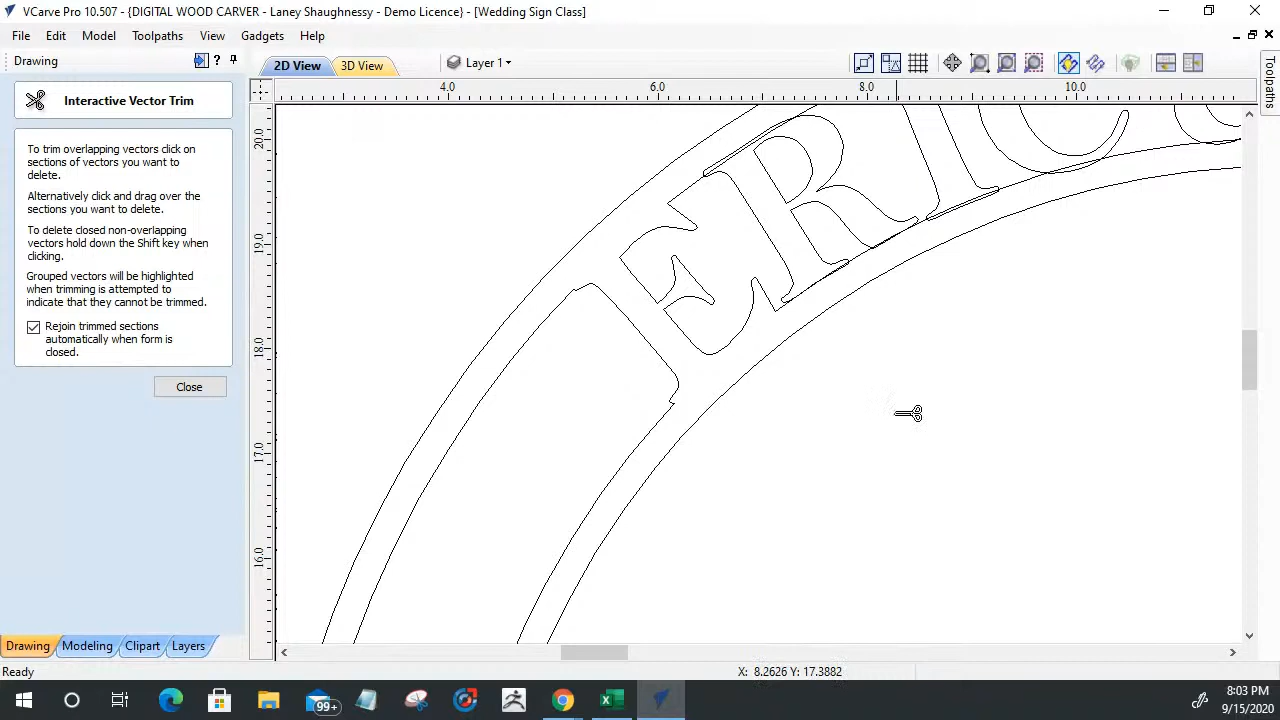 VCarve Pro 10.507 - {DIGITAL WOOD CARVER - Laney Shaughnessy - Demo Licence} - [Wedding Sign Class]
File Edit Model Toolpaths View Gadgets Help
Drawing
2D View 3D View Layer 1
Interactive Vector Trim
To trim overlapping vectors click on
sections of vectors you want to
delete.
Alternatively click and drag over the
sections you want to delete.
To delete closed non-overlapping
vectors hold down the Shift key when
clicking.
Grouped vectors will be highlighted
when trimming is attempted to
indicate that they cannot be trimmed.
Rejoin trimmed sections
automatically when form is
closed.
Close
4.0 6.0 8.0 10.0
20.0
19.0
18.0
17.0
16.0
ERIC
Toolpaths
Drawing Modeling Clipart Layers
Ready
X: 8.2626 Y: 17.3882
99+
8:03 PM
9/15/2020